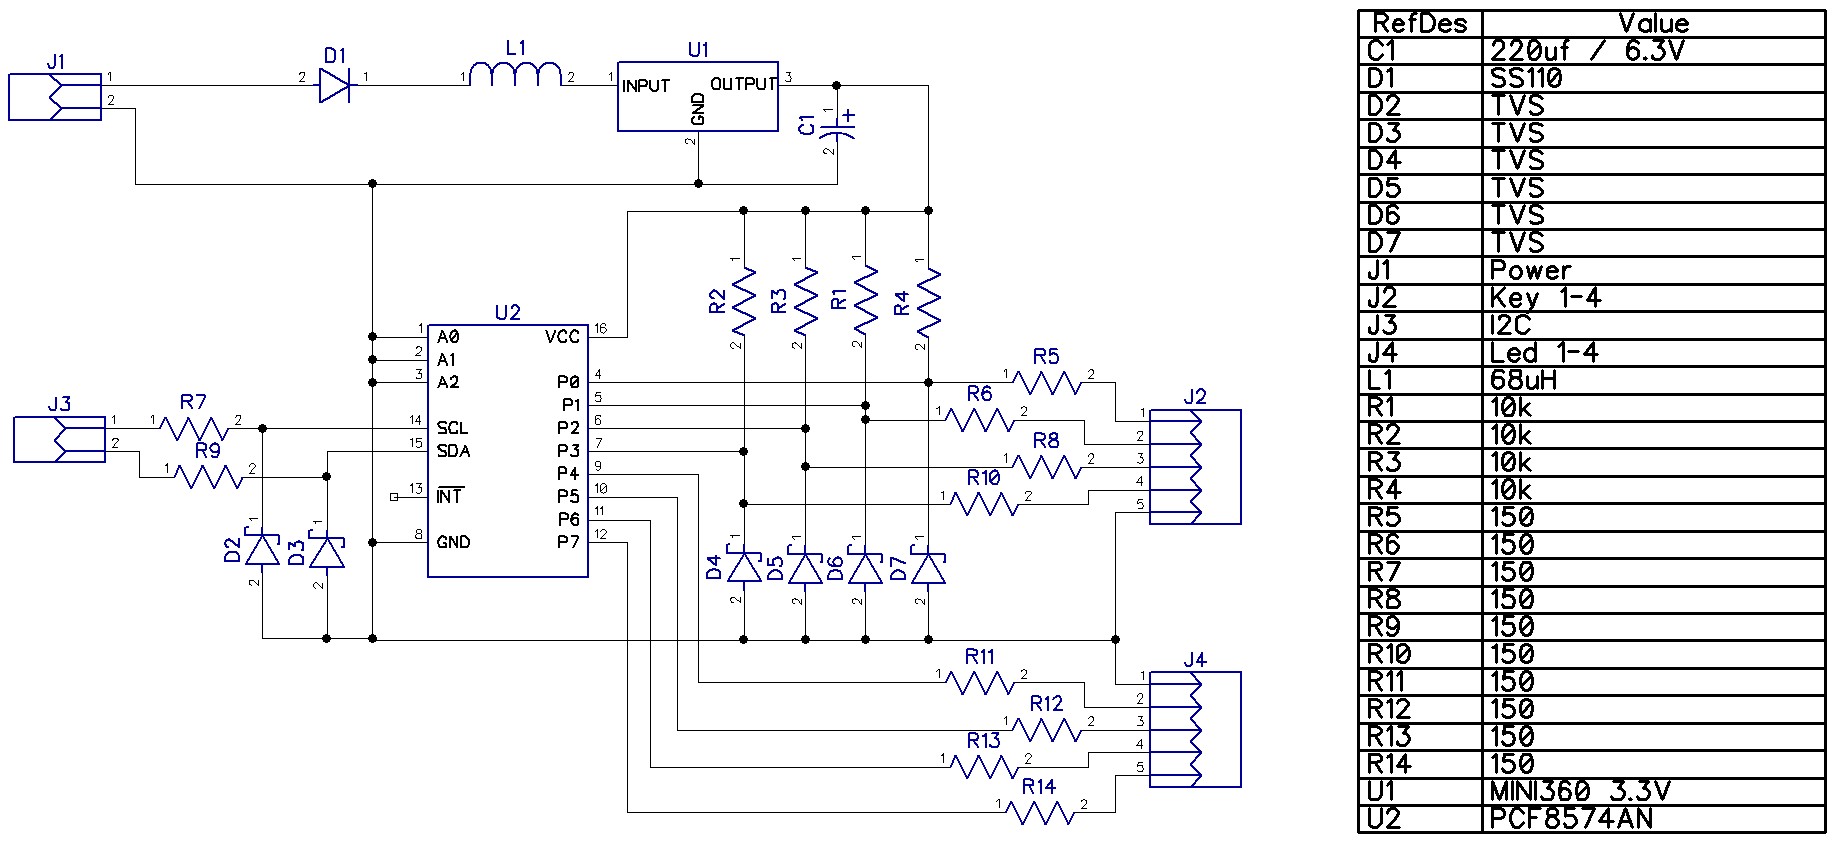 J1
1
2
2
D1
1
1
L1
2
U1
1
INPUT
OUTPUT
3
GND
2
C1
1
+
2
R2
1
2
R3
1
2
R1
1
2
R4
1
2
U2
1
A0
VCC
16
2
A1
3
A2
P0
4
P1
5
14
SCL
P2
6
15
SDA
P3
7
P4
9
13
INT
P5
10
P6
11
8
GND
P7
12
J3
1
2
1
R7
2
1
R9
2
D2
1
2
D3
1
2
D4
1
2
D5
1
2
D6
1
2
D7
1
2
1
R5
2
1
R6
2
1
R8
2
1
R10
2
J2
1
2
3
4
5
1
R11
2
1
R12
2
1
R13
2
1
R14
2
J4
1
2
3
4
5
RefDes Value
C1 220uf / 6.3V
D1 SS110
D2 TVS
D3 TVS
D4 TVS
D5 TVS
D6 TVS
D7 TVS
J1 Power
J2 Key 1-4
J3 I2C
J4 Led 1-4
L1 68uH
R1 10k
R2 10k
R3 10k
R4 10k
R5 150
R6 150
R7 150
R8 150
R9 150
R10 150
R11 150
R12 150
R13 150
R14 150
U1 MINI360 3.3V
U2 PCF8574AN